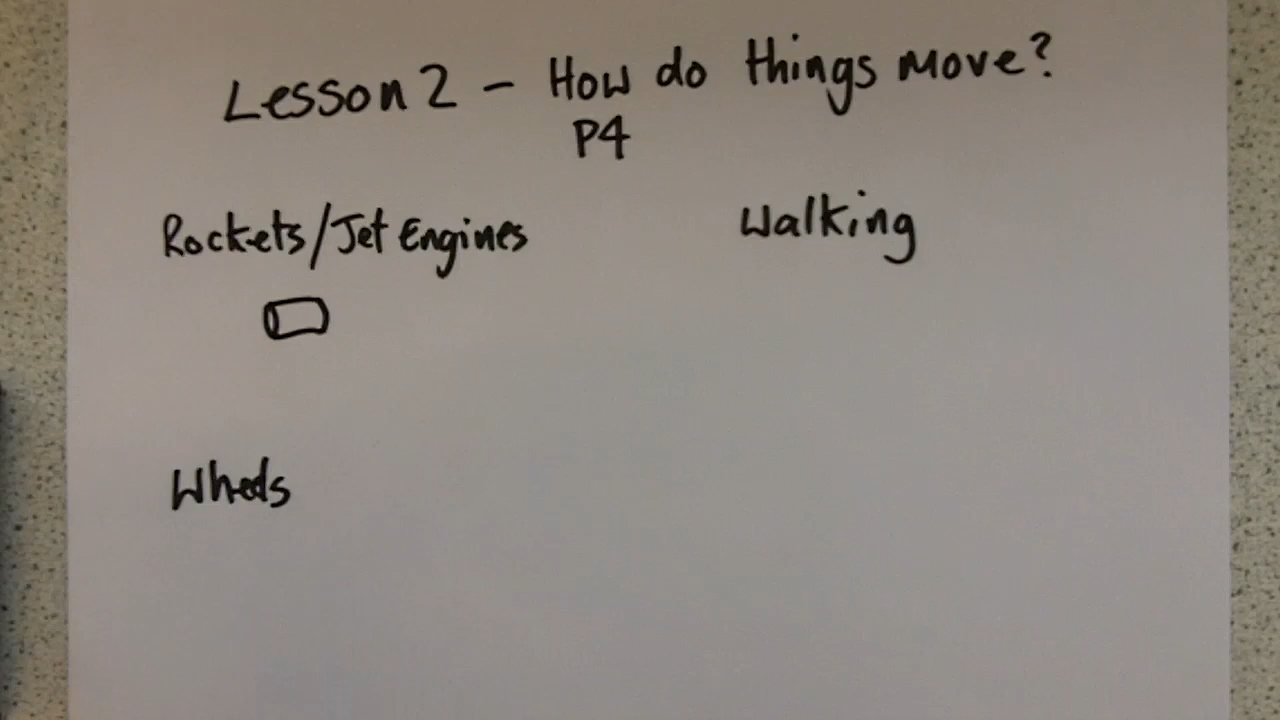 Lesson 2 - How do things move?
P4
Rockets/Jet Engines
Walking
Wheels